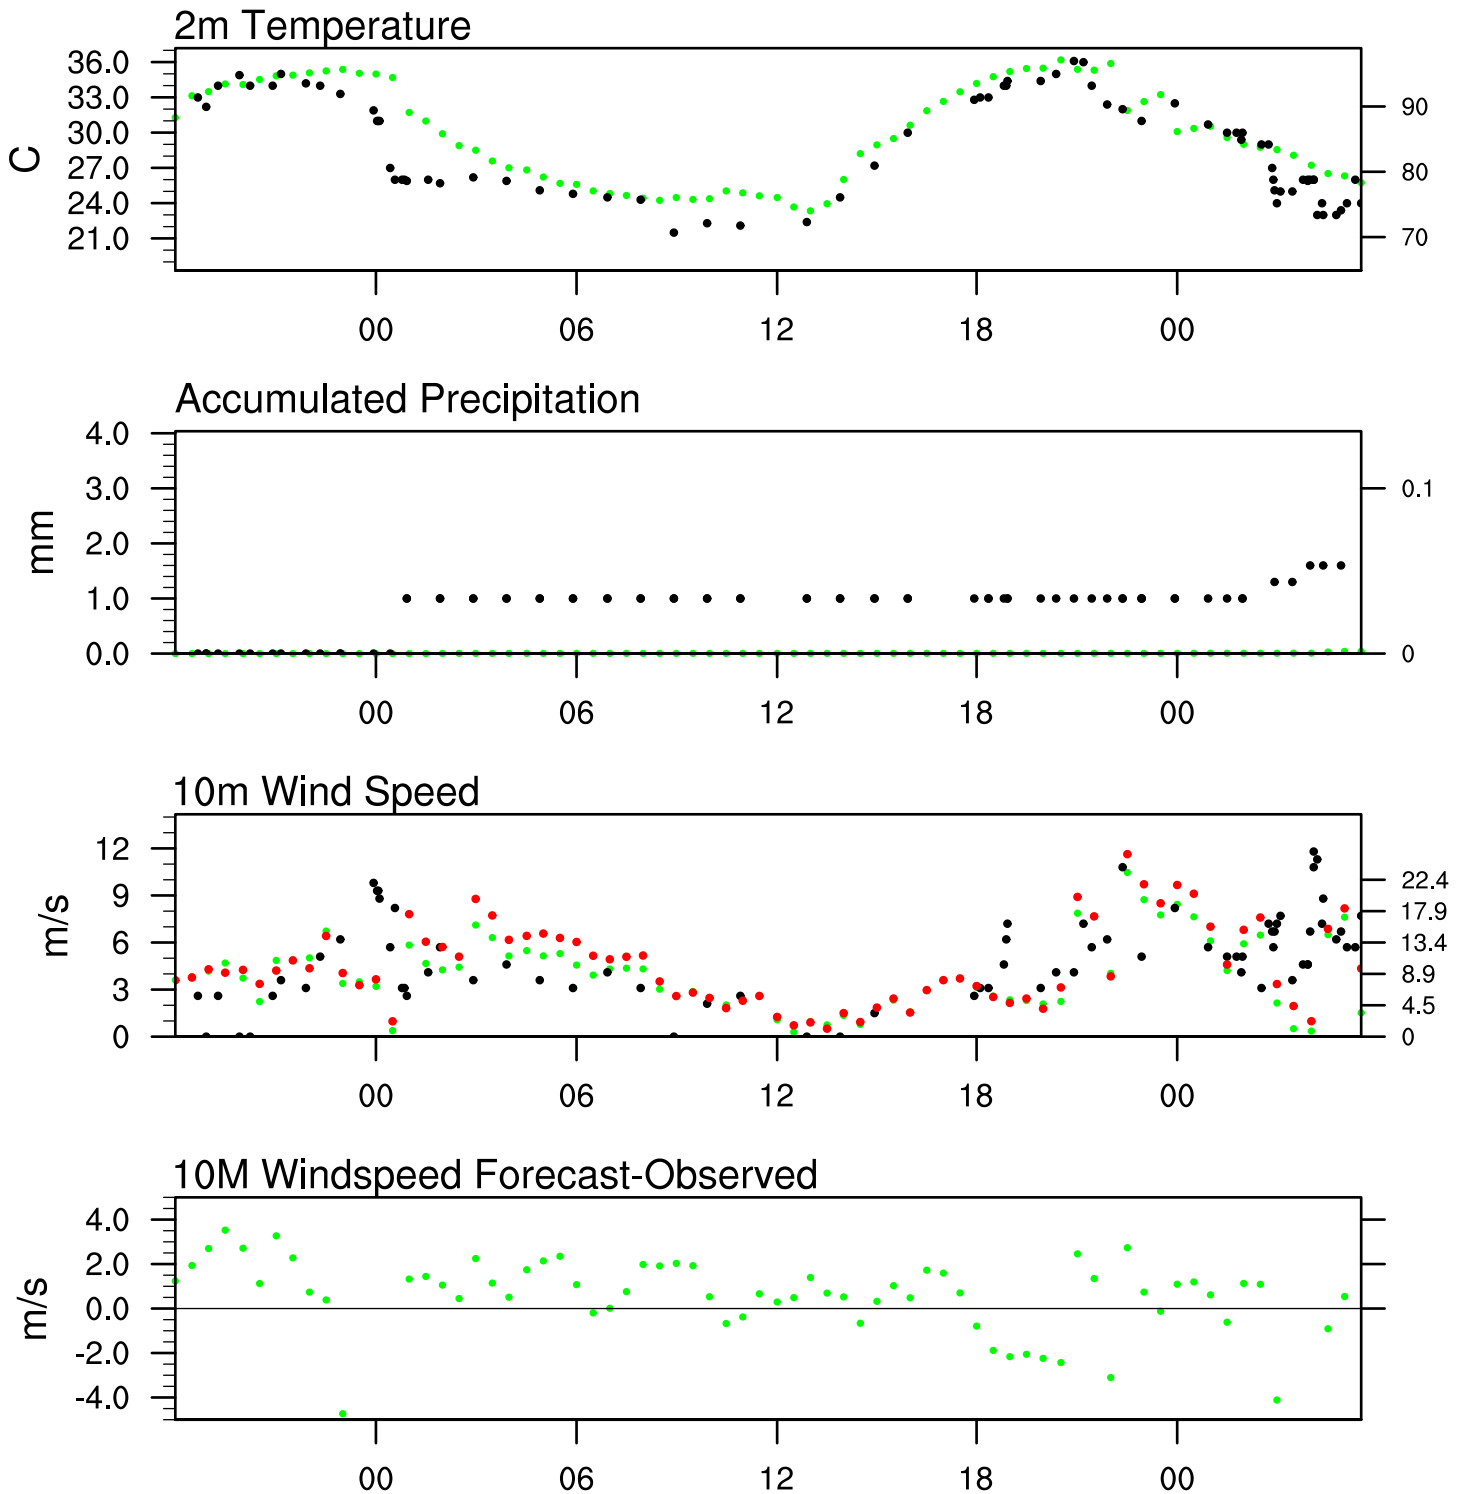 2m Temperature
36.0
33.0
30.0
27.0
24.0
21.0
C
90
80
70
00 06 12 18 00
Accumulated Precipitation
4.0
3.0
2.0
1.0
0.0
mm
0.1
0
00 06 12 18 00
10m Wind Speed
12
9
6
3
0
m/s
22.4
17.9
13.4
8.9
4.5
0
00 06 12 18 00
10M Windspeed Forecast-Observed
4.0
2.0
0.0
-2.0
-4.0
m/s
00 06 12 18 00